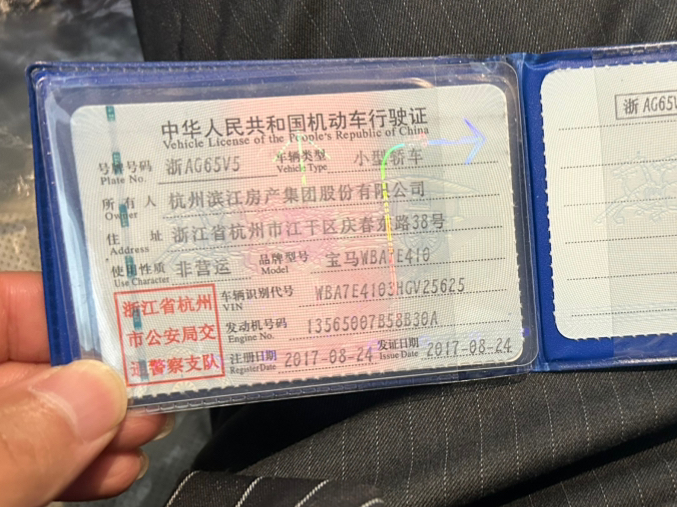 中华人民共和国机动车行驶证
Vehicle License of the People's Republic of China
号牌号码 浙AG65V5 车辆类型 小型轿车
Plate No. Vehicle Type
所有人 杭州滨江房产集团股份有限公司
Owner
住址 浙江省杭州市江干区庆春东路38号
Address
使用性质 非营运 品牌型号 宝马WBA7E410
Use Character Model
浙江省杭州市公安局交通警察支队
车辆识别代号 WBA7E4103HGV25625
VIN
发动机号码 13565007B58B30A
Engine No.
注册日期 2017-08-24 发证日期 2017-08-24
Register Date Issue Date
浙AG65V